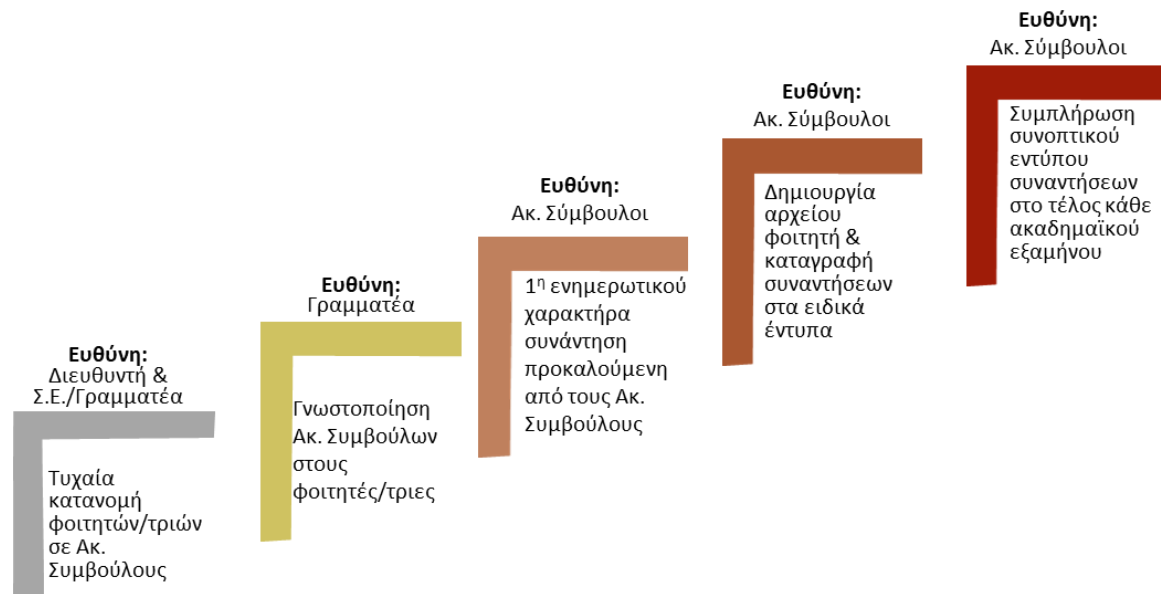 Ευθύνη:
Διευθυντή &
Σ.Ε./Γραμματέα
Τυχαία
κατανομή
φοιτητών/τριών
σε Ακ.
Συμβούλους
Ευθύνη:
Γραμματέα
Γνωστοποίηση
Ακ. Συμβούλων
στους
φοιτητές/τριες
Ευθύνη:
Ακ. Σύμβουλοι
1η ενημερωτικού
χαρακτήρα
συνάντηση
προκαλούμενη
από τους Ακ.
Συμβούλους
Ευθύνη:
Ακ. Σύμβουλοι
Δημιουργία
αρχείου
φοιτητή &
καταγραφή
συναντήσεων
στα ειδικά
έντυπα
Ευθύνη:
Ακ. Σύμβουλοι
Συμπλήρωση
συνοπτικού
εντύπου
συναντήσεων
στο τέλος κάθε
ακαδημαϊκού
εξαμήνου